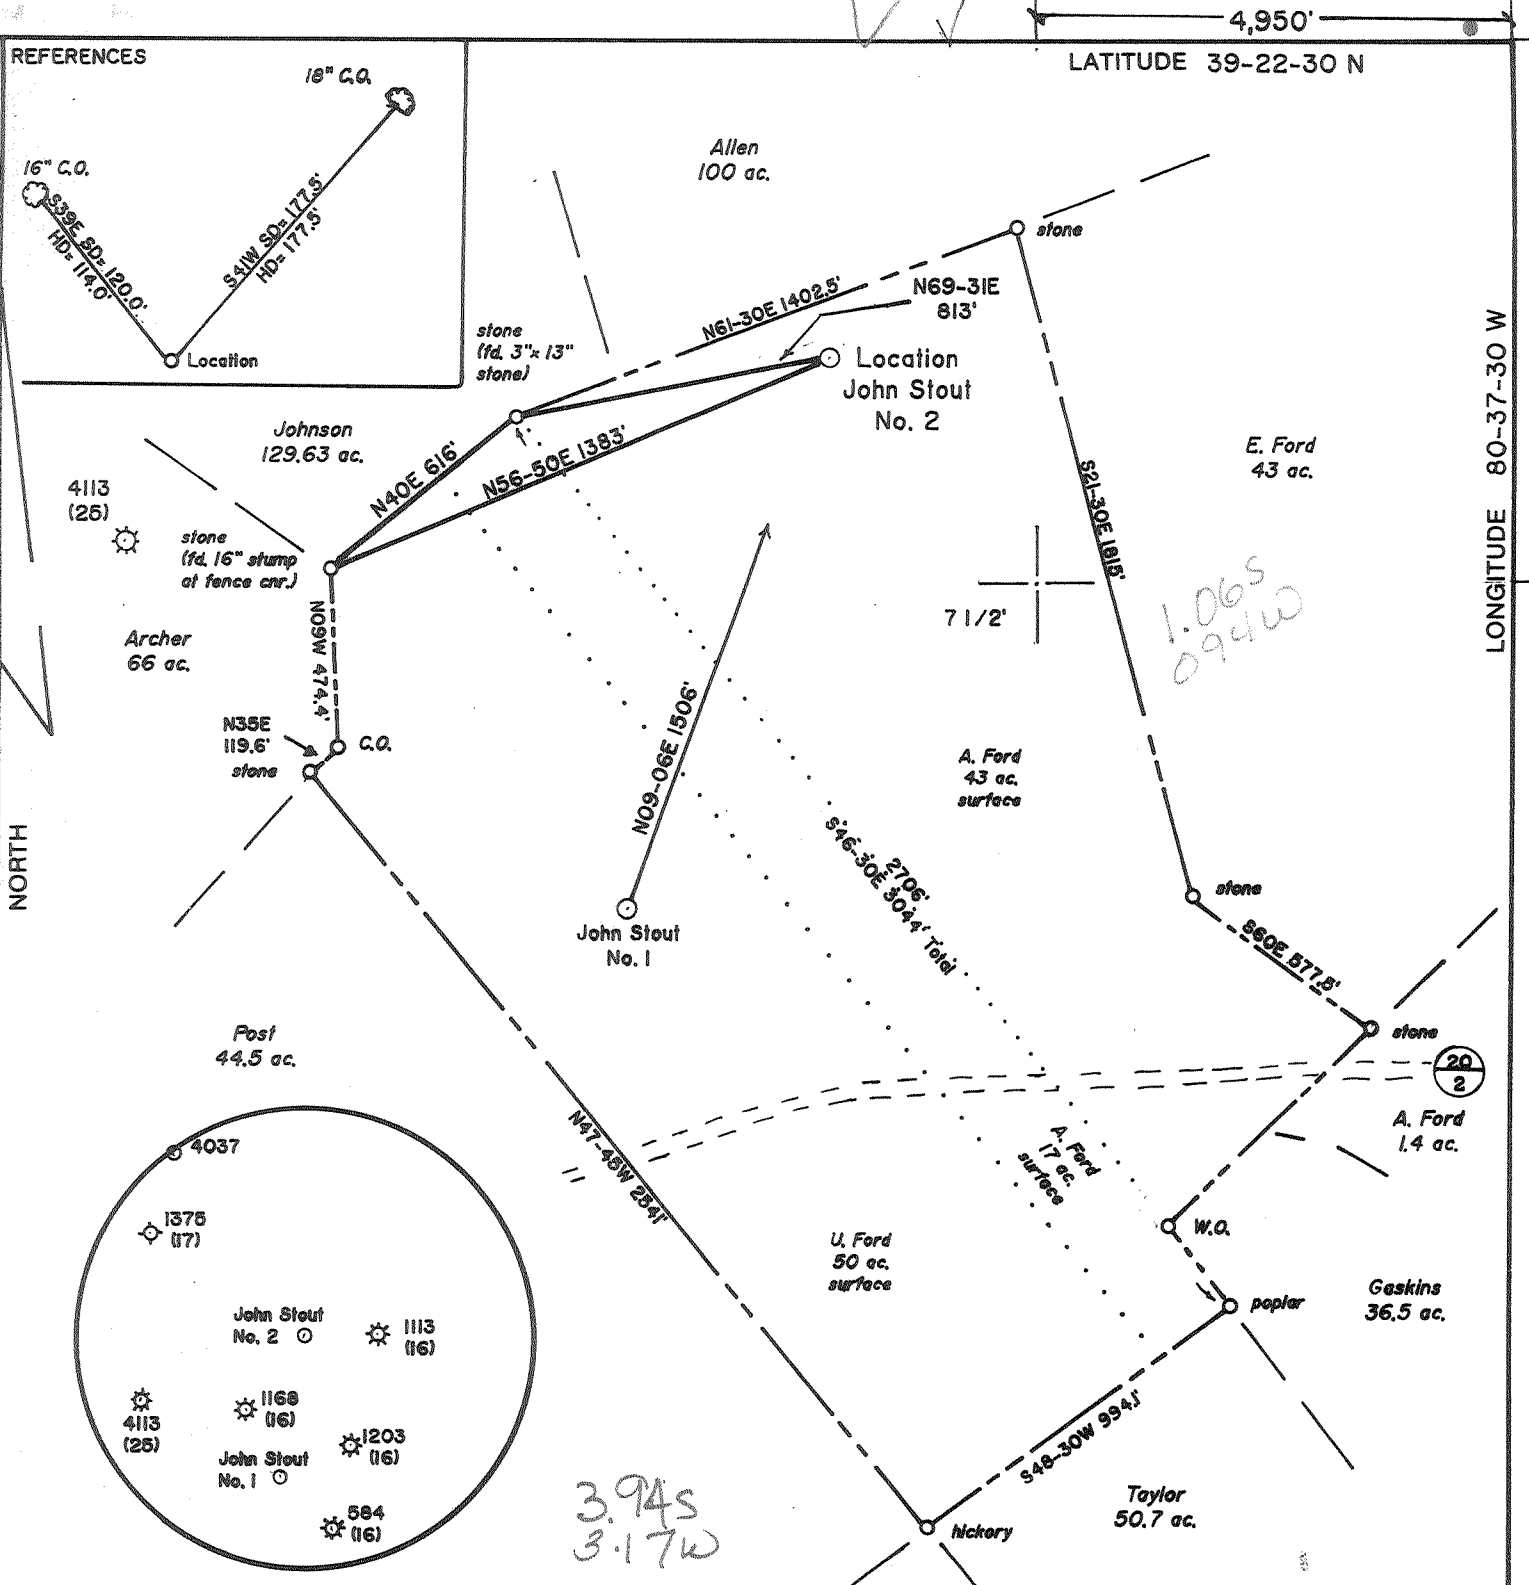 4,950'
LATITUDE 39-22-30 N
REFERENCES
18" C.O.
16" C.O.
S39E SD= 120.0'
HD= 114.0'
S41W SD= 177.5'
HD= 177.5'
Location
Allen
100 ac.
stone
N61-30E 1402.5'
N69-31E
813'
stone
(fd. 3"x 13"
stone)
Location
John Stout
No. 2
LONGITUDE 80-37-30 W
Johnson
129.63 ac.
N40E 616'
N56-50E 1383'
E. Ford
43 ac.
S21-30E 1815'
4113
(25)
stone
(fd. 16" stump
at fence cnr.)
7 1/2'
1.06S
094W
Archer
66 ac.
N09W 474.4'
N35E
119.6'
C.O.
stone
N09-06E 1506'
A. Ford
43 ac.
surface
NORTH
2706'
S46-30E 3044' Total
John Stout
No. 1
stone
S60E 577.5'
stone
Post
44.5 ac.
20
2
A. Ford
1.4 ac.
N47-45W 2541'
A. Ford
17 ac.
surface
W.O.
U. Ford
50 ac.
surface
poplar
Gaskins
36.5 ac.
4037
1375
(17)
John Stout
No. 2
1113
(16)
1168
(16)
4113
(25)
1203
(16)
John Stout
No. 1
584
(16)
3.94S
3.17W
S48-30W 994.1'
hickory
Taylor
50.7 ac.